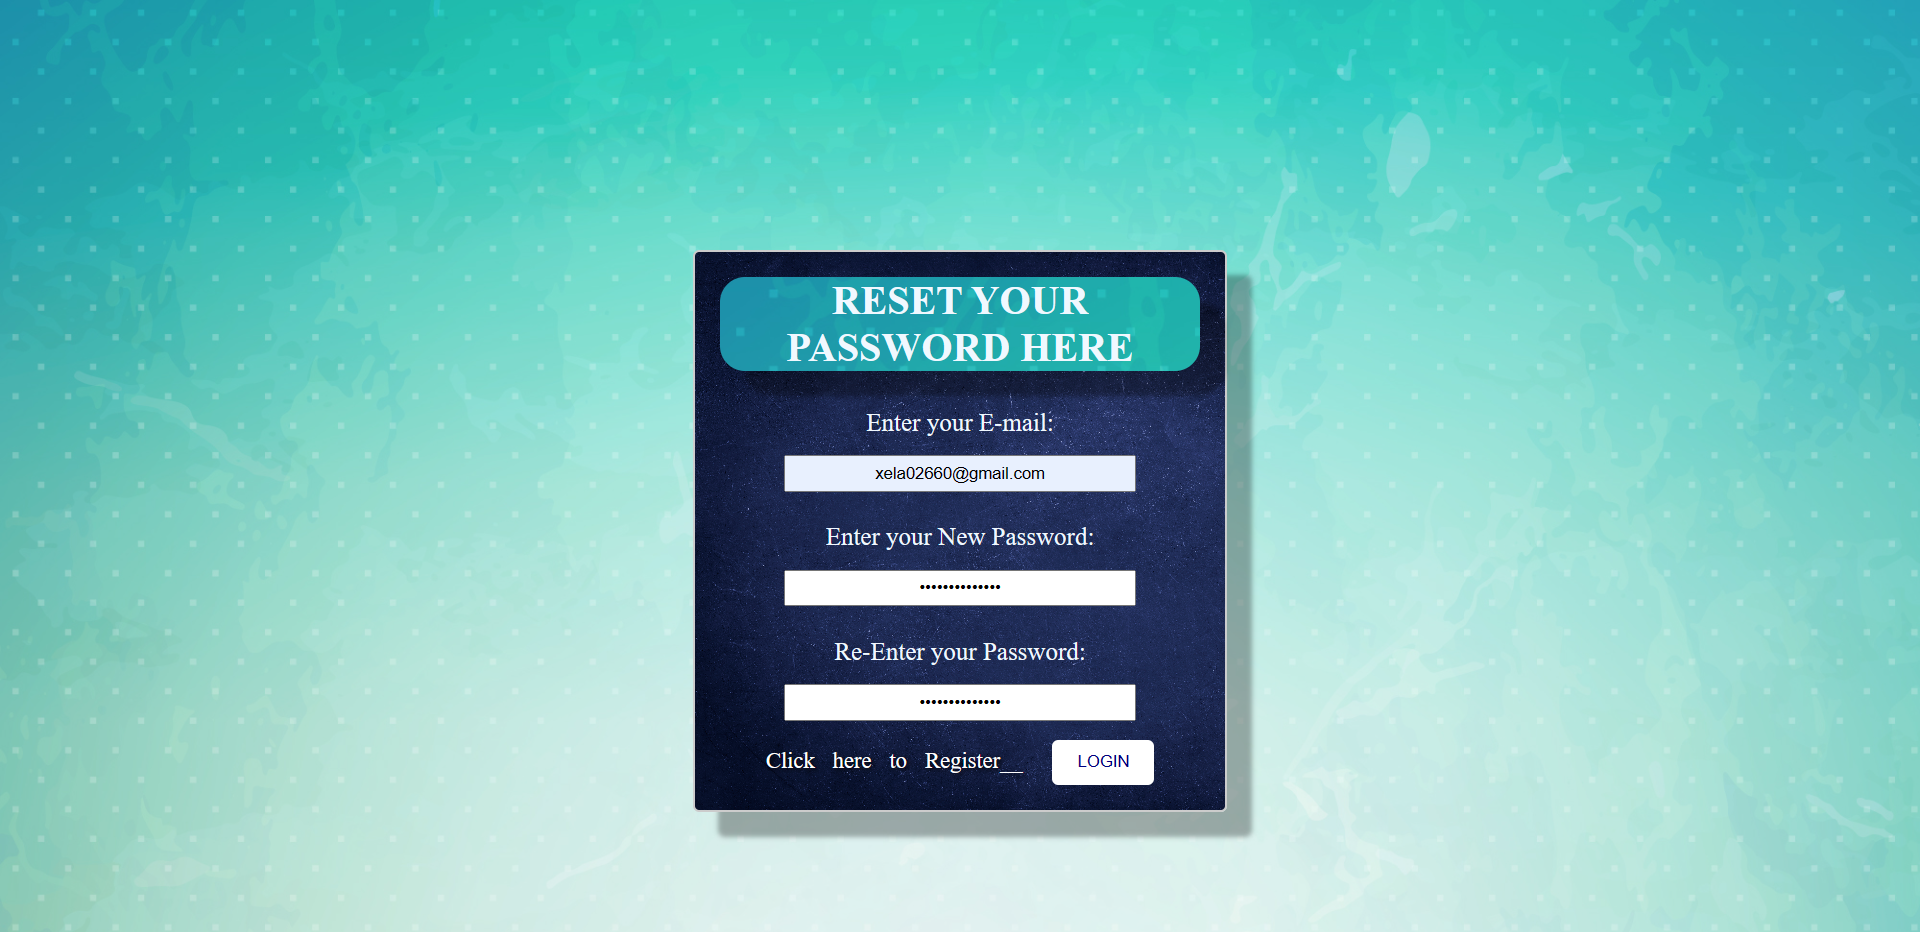 RESET YOUR
PASSWORD HERE
Enter your E-mail:
xela02660@gmail.com
Enter your New Password:
••••••••••••••
Re-Enter your Password:
••••••••••••••
Click here to Register__ LOGIN